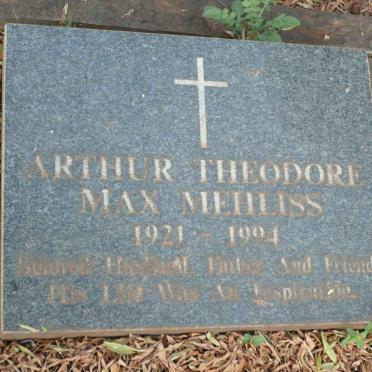 ARTHUR THEODORE
MAX MEHLISS
1921 - 1994
Beloved Husband, Father And Friend
His Life Was An Inspiration.